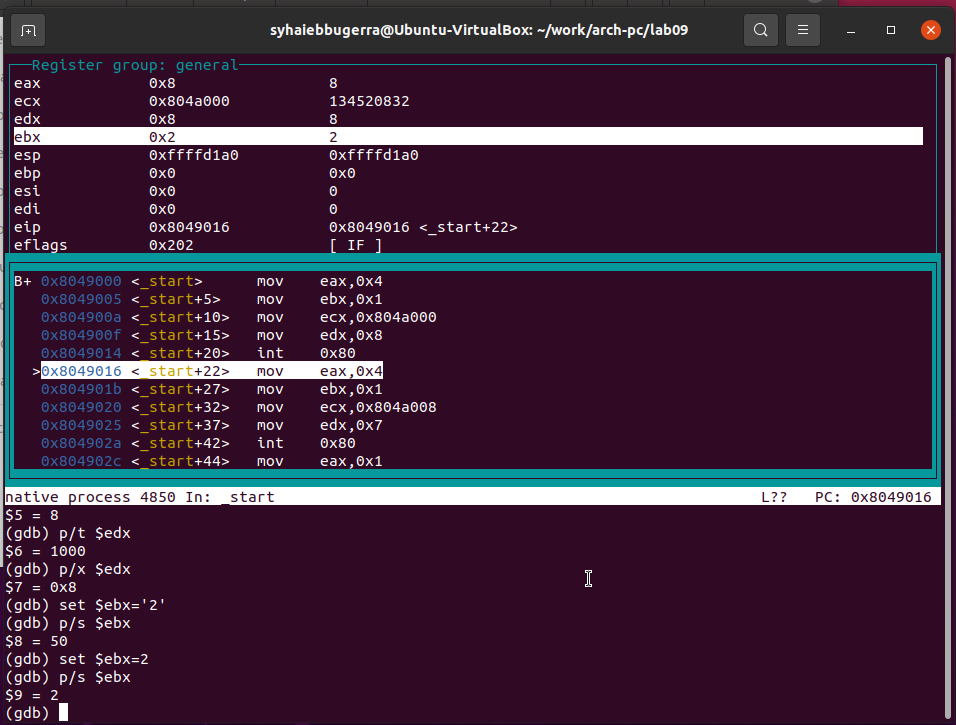 syhaiebbugerra@Ubuntu-VirtualBox: ~/work/arch-pc/lab09
Register group: general
eax 0x8 8
ecx 0x804a000 134520832
edx 0x8 8
ebx 0x2 2
esp 0xffffd1a0 0xffffd1a0
ebp 0x0 0x0
esi 0x0 0
edi 0x0 0
eip 0x8049016 0x8049016 <_start+22>
eflags 0x202 [ IF ]
B+ 0x8049000 <_start> mov eax,0x4
0x8049005 <_start+5> mov ebx,0x1
0x804900a <_start+10> mov ecx,0x804a000
0x804900f <_start+15> mov edx,0x8
0x8049014 <_start+20> int 0x80
>0x8049016 <_start+22> mov eax,0x4
0x804901b <_start+27> mov ebx,0x1
0x8049020 <_start+32> mov ecx,0x804a008
0x8049025 <_start+37> mov edx,0x7
0x804902a <_start+42> int 0x80
0x804902c <_start+44> mov eax,0x1
native process 4850 In: _start L?? PC: 0x8049016
$5 = 8
(gdb) p/t $edx
$6 = 1000
(gdb) p/x $edx
$7 = 0x8
(gdb) set $ebx='2'
(gdb) p/s $ebx
$8 = 50
(gdb) set $ebx=2
(gdb) p/s $ebx
$9 = 2
(gdb)